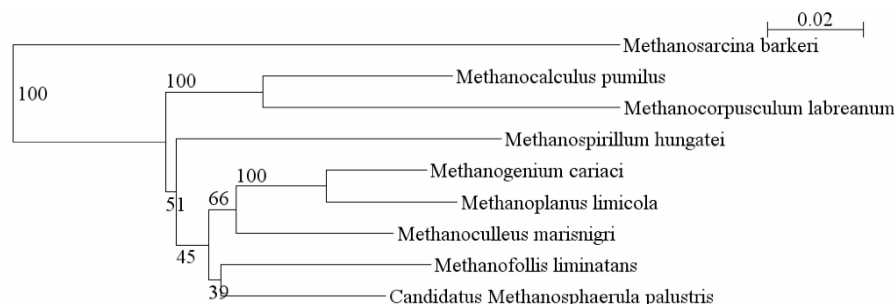 0.02
Methanosarcina barkeri
100
Methanocalculus pumilus
100
Methanocorpusculum labreanum
Methanospirillum hungatei
100
Methanogenium cariaci
66
Methanoplanus limicola
51
Methanoculleus marisnigri
45
Methanofollis liminatans
39
Candidatus Methanosphaerula palustris